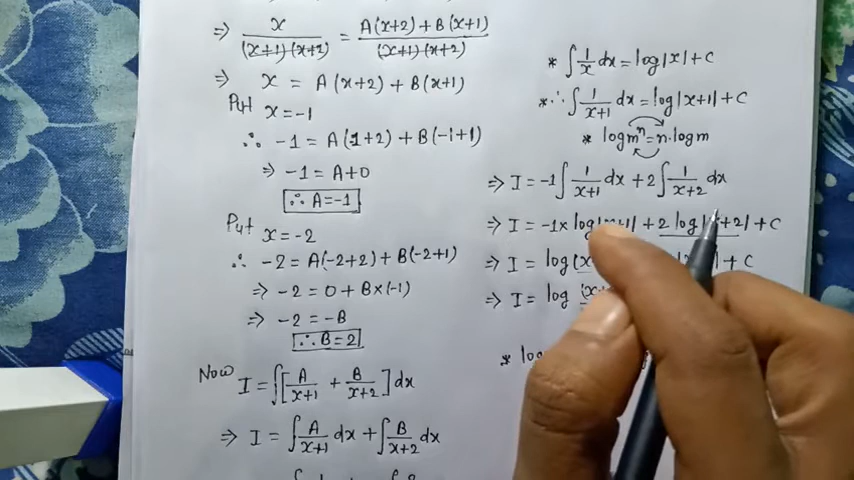 ⇒ x/((x+1)(x+2)) = (A(x+2)+B(x+1))/((x+1)(x+2))
⇒ x = A(x+2)+B(x+1)
Put x=-1
∴ -1 = A(1+2)+B(-1+1)
⇒ -1 = A+0
∴ A=-1
Put x=-2
∴ -2 = A(-2+2)+B(-2+1)
⇒ -2 = 0+B×(-1)
⇒ -2 = -B
∴ B=2
Now I = ∫[A/(x+1) + B/(x+2)]dx
⇒ I = ∫A/(x+1) dx + ∫B/(x+2) dx
* ∫1/x dx = log|x|+C
* ∴ ∫1/(x+1) dx = log|x+1|+C
* log mⁿ = n·log m
⇒ I = -1∫1/(x+1) dx + 2∫1/(x+2) dx
⇒ I = -1× log|x+1| + 2 log|x+2| + C
⇒ I = log(x + C
⇒ I = log (x
* log